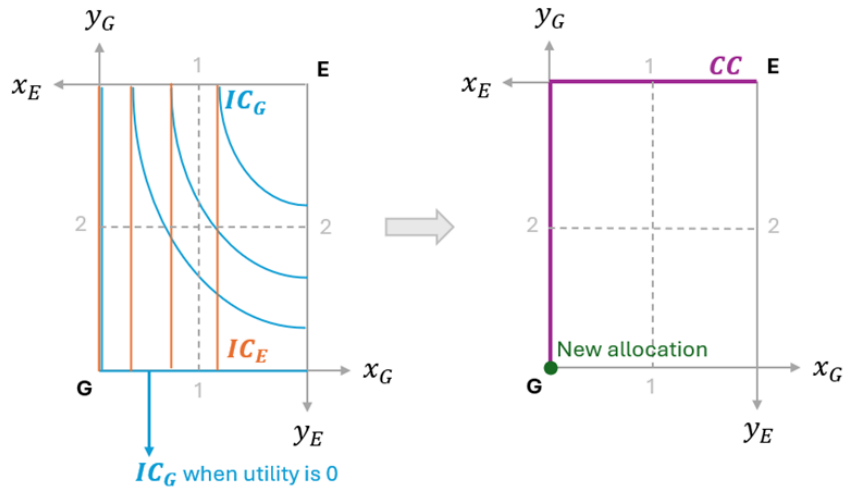 y_G
1
E
x_E
IC_G
2
2
IC_E
G
1
x_G
y_E
IC_G when utility is 0
y_G
1
CC
E
x_E
2
2
New allocation
G
1
x_G
y_E